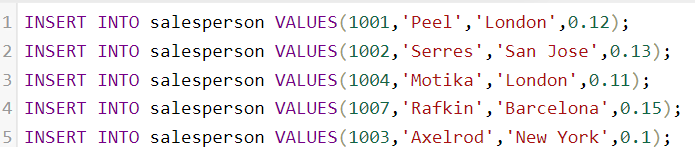 1 INSERT INTO salesperson VALUES(1001,'Peel','London',0.12);
2 INSERT INTO salesperson VALUES(1002,'Serres','San Jose',0.13);
3 INSERT INTO salesperson VALUES(1004,'Motika','London',0.11);
4 INSERT INTO salesperson VALUES(1007,'Rafkin','Barcelona',0.15);
5 INSERT INTO salesperson VALUES(1003,'Axelrod','New York',0.1);